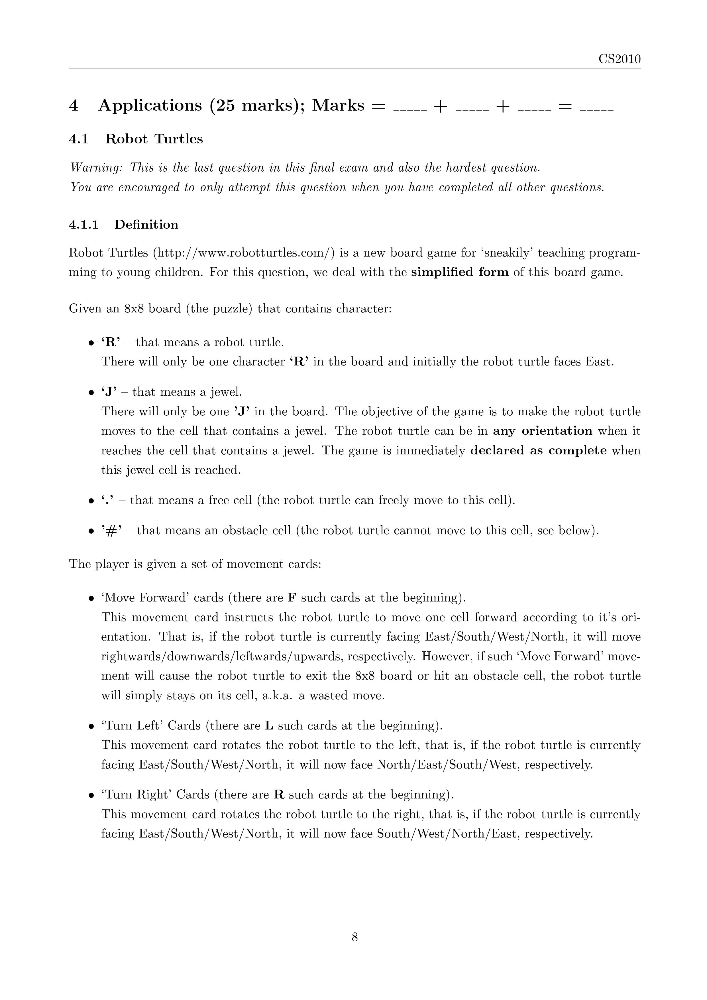 CS2010
4 Applications (25 marks); Marks = _____ + _____ + _____ = _____
4.1 Robot Turtles
Warning: This is the last question in this final exam and also the hardest question.
You are encouraged to only attempt this question when you have completed all other questions.
4.1.1 Definition
Robot Turtles (http://www.robotturtles.com/) is a new board game for ‘sneakily’ teaching program-
ming to young children. For this question, we deal with the simplified form of this board game.
Given an 8x8 board (the puzzle) that contains character:
• ‘R’ – that means a robot turtle.
There will only be one character ‘R’ in the board and initially the robot turtle faces East.
• ‘J’ – that means a jewel.
There will only be one ’J’ in the board. The objective of the game is to make the robot turtle
moves to the cell that contains a jewel. The robot turtle can be in any orientation when it
reaches the cell that contains a jewel. The game is immediately declared as complete when
this jewel cell is reached.
• ‘.’ – that means a free cell (the robot turtle can freely move to this cell).
• ’#’ – that means an obstacle cell (the robot turtle cannot move to this cell, see below).
The player is given a set of movement cards:
• ‘Move Forward’ cards (there are F such cards at the beginning).
This movement card instructs the robot turtle to move one cell forward according to it’s ori-
entation. That is, if the robot turtle is currently facing East/South/West/North, it will move
rightwards/downwards/leftwards/upwards, respectively. However, if such ‘Move Forward’ move-
ment will cause the robot turtle to exit the 8x8 board or hit an obstacle cell, the robot turtle
will simply stays on its cell, a.k.a. a wasted move.
• ‘Turn Left’ Cards (there are L such cards at the beginning).
This movement card rotates the robot turtle to the left, that is, if the robot turtle is currently
facing East/South/West/North, it will now face North/East/South/West, respectively.
• ‘Turn Right’ Cards (there are R such cards at the beginning).
This movement card rotates the robot turtle to the right, that is, if the robot turtle is currently
facing East/South/West/North, it will now face South/West/North/East, respectively.
8